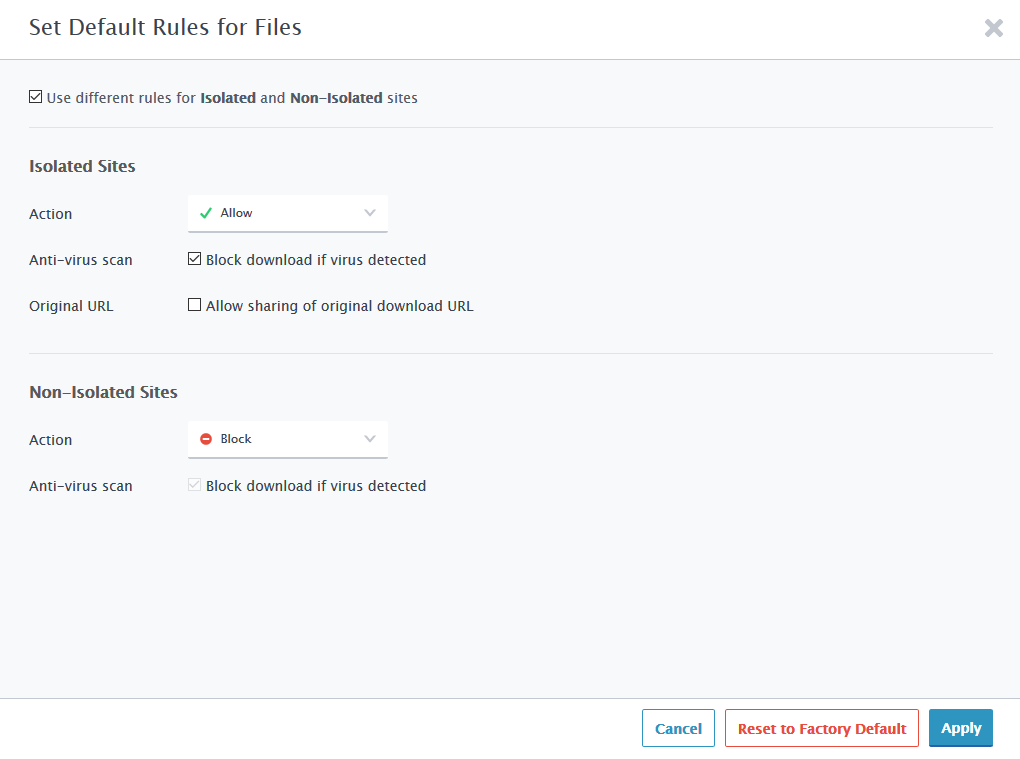 Set Default Rules for Files
Use different rules for Isolated and Non-Isolated sites
Isolated Sites
Action Allow
Anti-virus scan Block download if virus detected
Original URL Allow sharing of original download URL
Non-Isolated Sites
Action Block
Anti-virus scan Block download if virus detected
Cancel Reset to Factory Default Apply